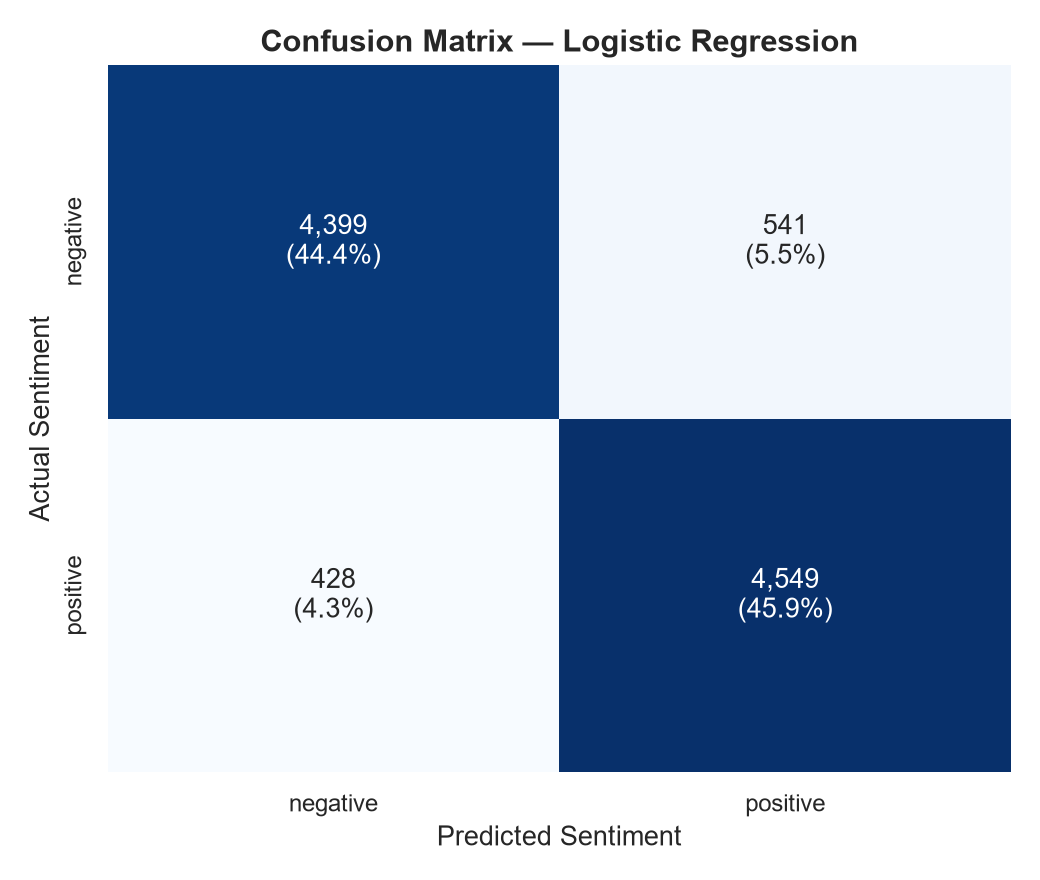 Confusion Matrix — Logistic Regression
Actual Sentiment
negative
4,399
(44.4%)
541
(5.5%)
positive
428
(4.3%)
4,549
(45.9%)
negative
positive
Predicted Sentiment